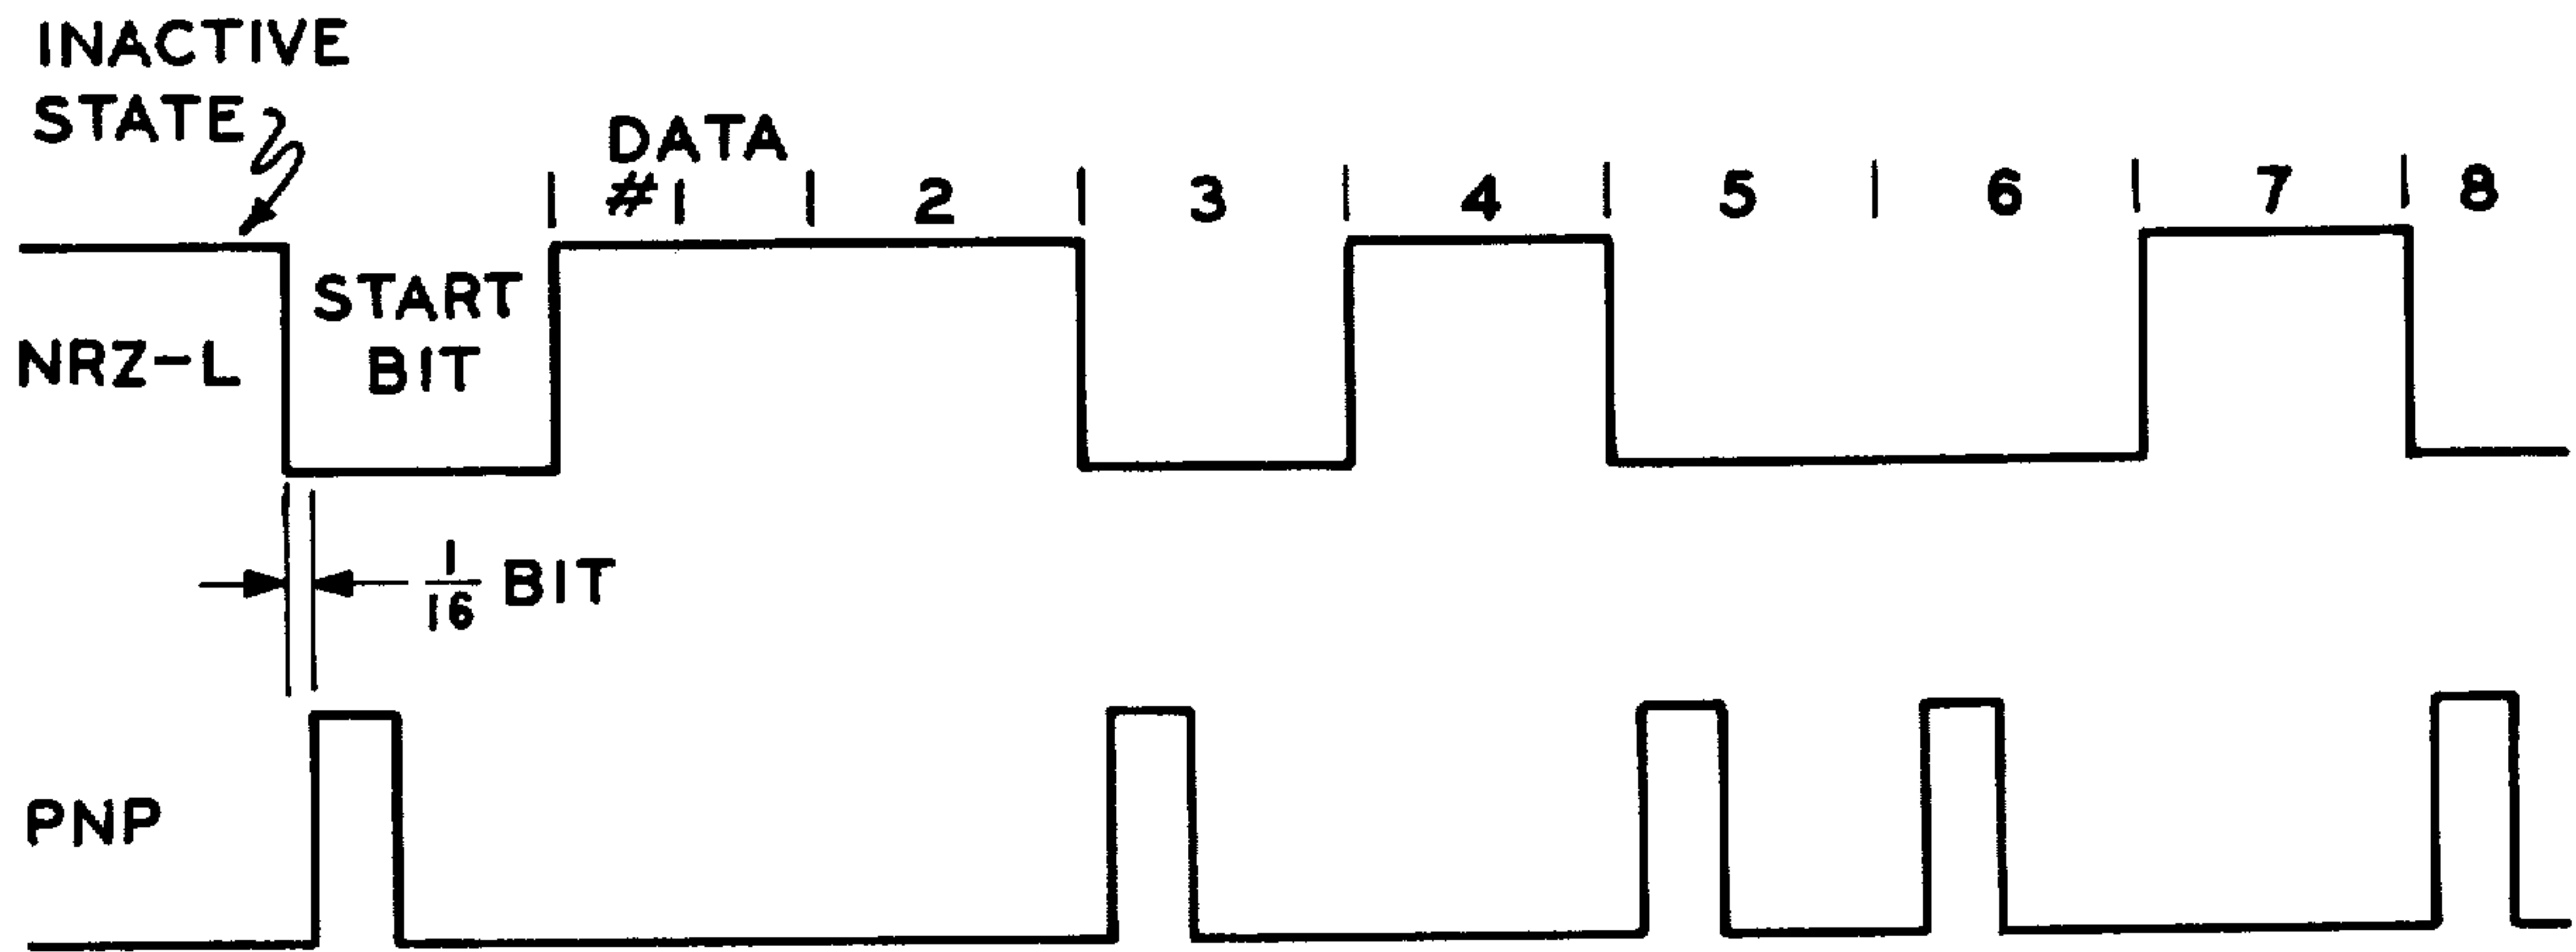 INACTIVE
STATE
DATA
#1 2 3 4 5 6 7 8
START
BIT
NRZ-L
1/16 BIT
PNP